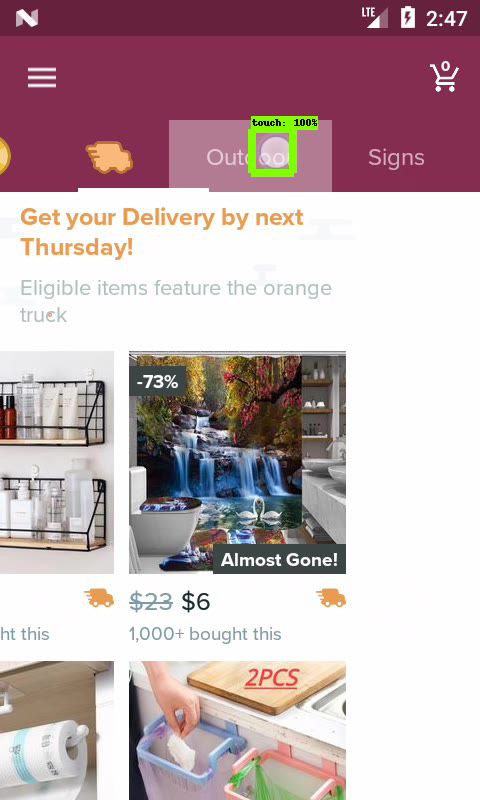 LTE 2:47
0
touch: 100%
Outdoor
Signs
Get your Delivery by next
Thursday!
Eligible items feature the orange
truck
-73%
Almost Gone!
$23 $6
ht this
1,000+ bought this
2PCS